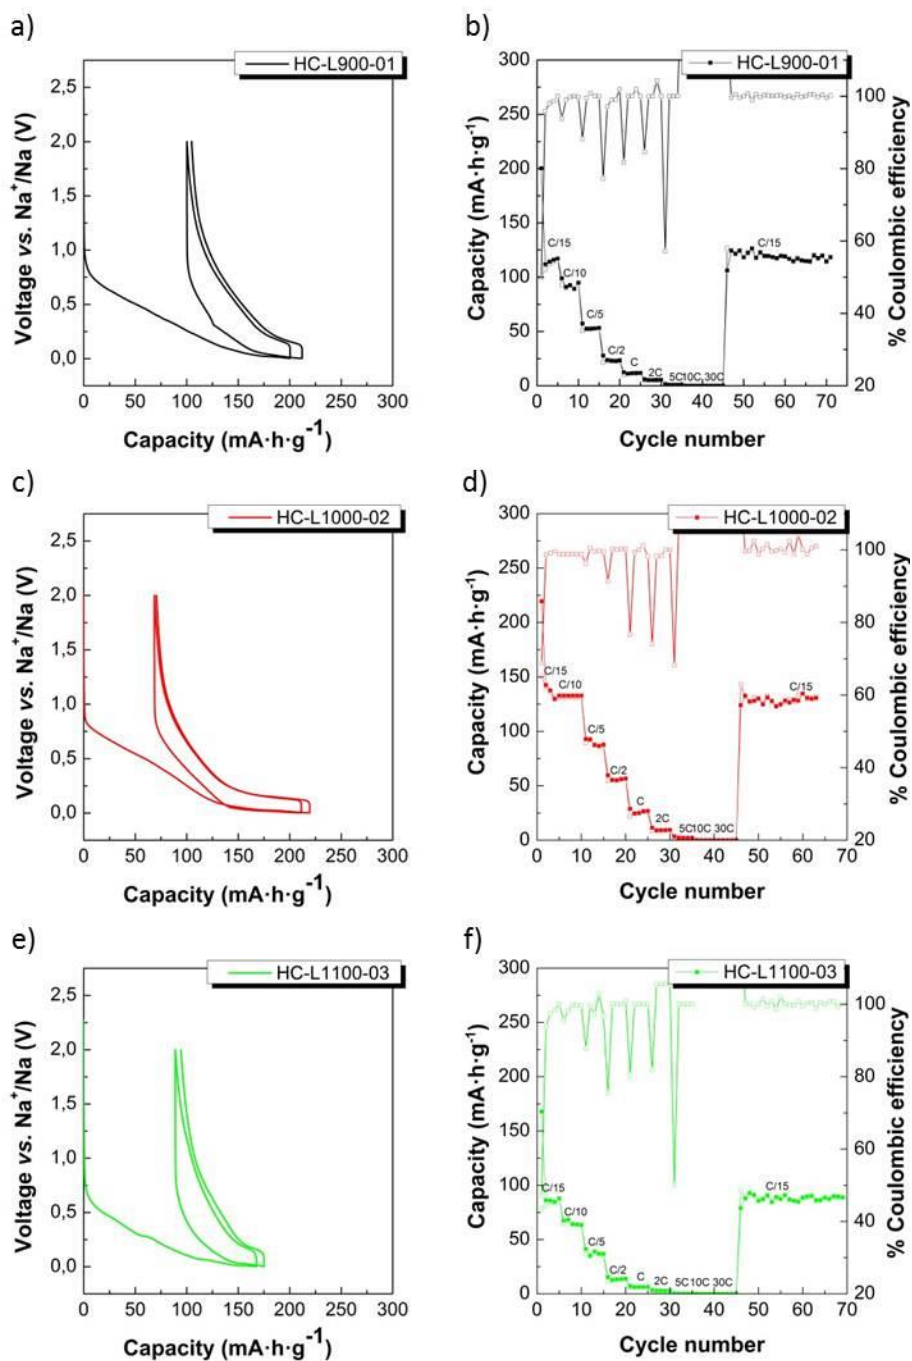 a)
HC-L900-01
2,5
2,0
1,5
1,0
0,5
0,0
Voltage vs. Na⁺/Na (V)
0 50 100 150 200 250 300
Capacity (mA·h·g⁻¹)
b)
HC-L900-01
300
250
200
150
100
50
0
Capacity (mA·h·g⁻¹)
C/15
C/10
C/5
C/2
C
2C
5C10C 30C
C/15
100
80
60
40
20
% Coulombic efficiency
0 10 20 30 40 50 60 70
Cycle number
c)
HC-L1000-02
2,5
2,0
1,5
1,0
0,5
0,0
Voltage vs. Na⁺/Na (V)
0 50 100 150 200 250 300
Capacity (mA·h·g⁻¹)
d)
HC-L1000-02
300
250
200
150
100
50
0
Capacity (mA·h·g⁻¹)
C/15
C/10
C/5
C/2
C
2C
5C10C 30C
C/15
100
80
60
40
20
% Coulombic efficiency
0 10 20 30 40 50 60 70
Cycle number
e)
HC-L1100-03
2,5
2,0
1,5
1,0
0,5
0,0
Voltage vs. Na⁺/Na (V)
0 50 100 150 200 250 300
Capacity (mA·h·g⁻¹)
f)
HC-L1100-03
300
250
200
150
100
50
0
Capacity (mA·h·g⁻¹)
C/15
C/10
C/5
C/2
C
2C
5C 10C 30C
C/15
100
80
60
40
20
% Coulombic efficiency
0 10 20 30 40 50 60 70
Cycle number